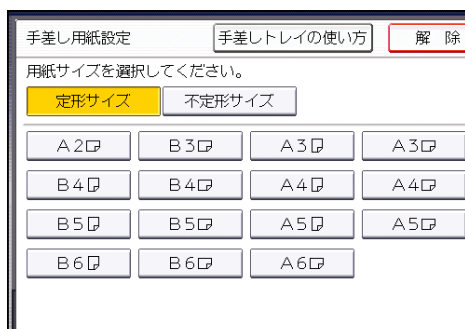 手差し用紙設定 手差しトレイの使い方 解 除
用紙サイズを選択してください。
定形サイズ 不定形サイズ
A2 B3 A3 A3
B4 B4 A4 A4
B5 B5 A5 A5
B6 B6 A6